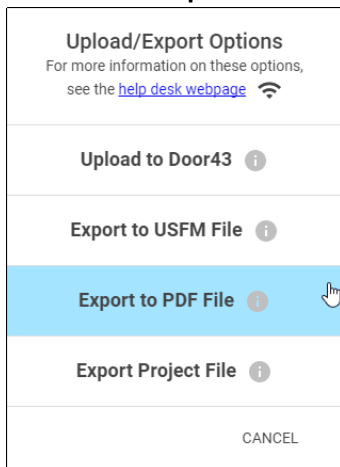 Upload/Export Options
For more information on these options,
see the help desk webpage
Upload to Door43
Export to USFM File
Export to PDF File
Export Project File
CANCEL